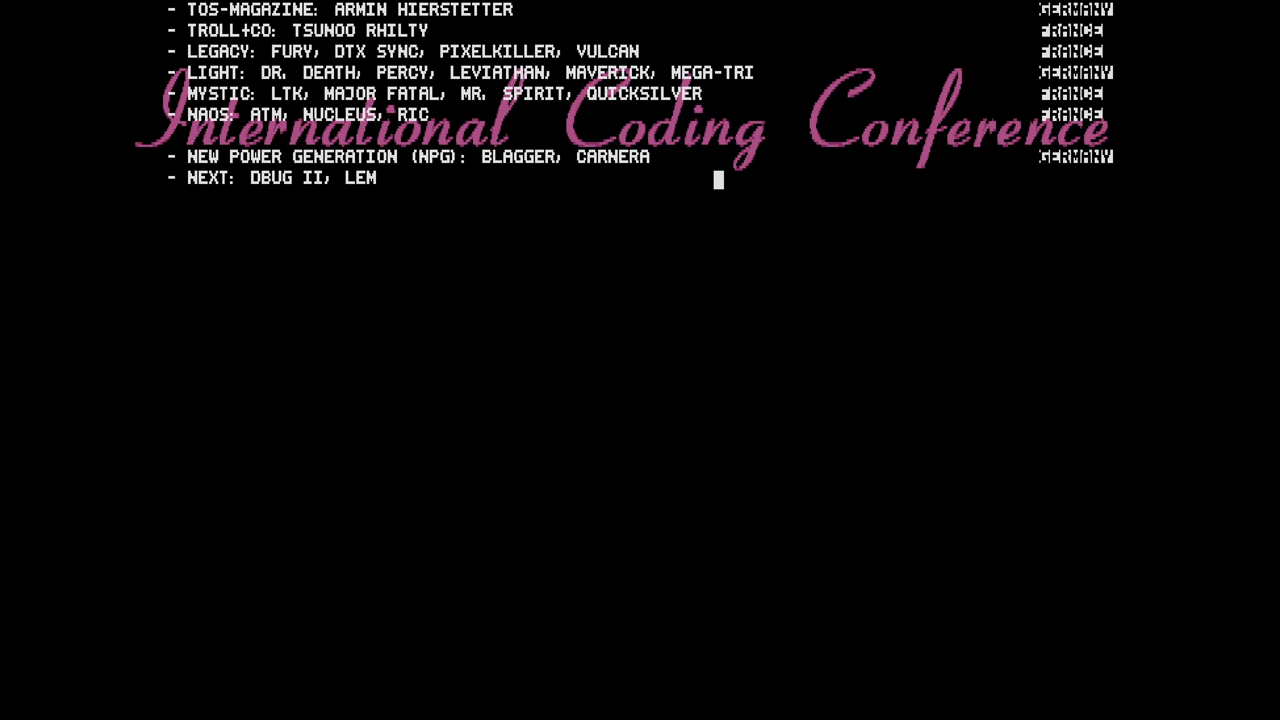 - TOS-MAGAZINE: ARMIN HIERSTETTER GERMANY
- TROLL+CO: TSUNOO RHILTY FRANCE
- LEGACY: FURY, DTX SYNC, PIXELKILLER, VULCAN FRANCE
- LIGHT: DR. DEATH, PERCY, LEVIATHAN, MAVERICK, MEGA-TRI GERMANY
- MYSTIC: LTK, MAJOR FATAL, MR. SPIRIT, QUICKSILVER FRANCE
- NAOS: ATM, NUCLEUS, RIC FRANCE
International Coding Conference
- NEW POWER GENERATION (NPG): BLAGGER, CARNERA GERMANY
- NEXT: DBUG II, LEM